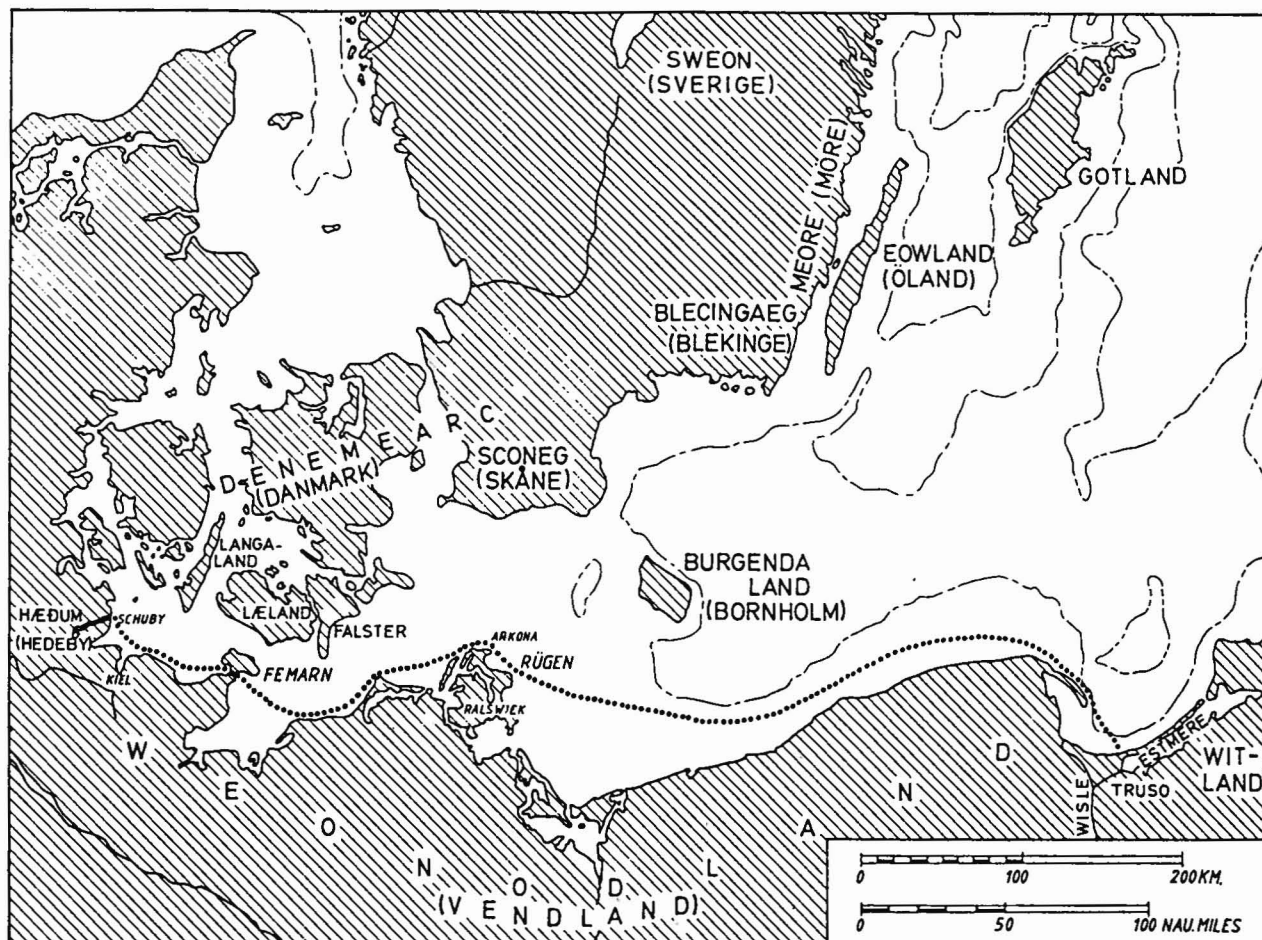 SWEON
(SVERIGE)
MEORE (MORE)
GOTLAND
EOWLAND
(ÖLAND)
BLECINGAEG
(BLEKINGE)
DENEMEARC
(DANMARK)
SCONEG
(SKÅNE)
LANGA-
LAND
BURGENDA
LAND
(BORNHOLM)
HÆÐUM
(HEDEBY)
SCHUBY
LÆLAND
FALSTER
ARKONA
RÜGEN
KIEL
FEMARN
RALSWIEK
WEONODLAND
(VENDLAND)
WISLE
TRUSO
ESTMERE
WIT-
LAND
0 100 200 KM.
0 50 100 NAU. MILES